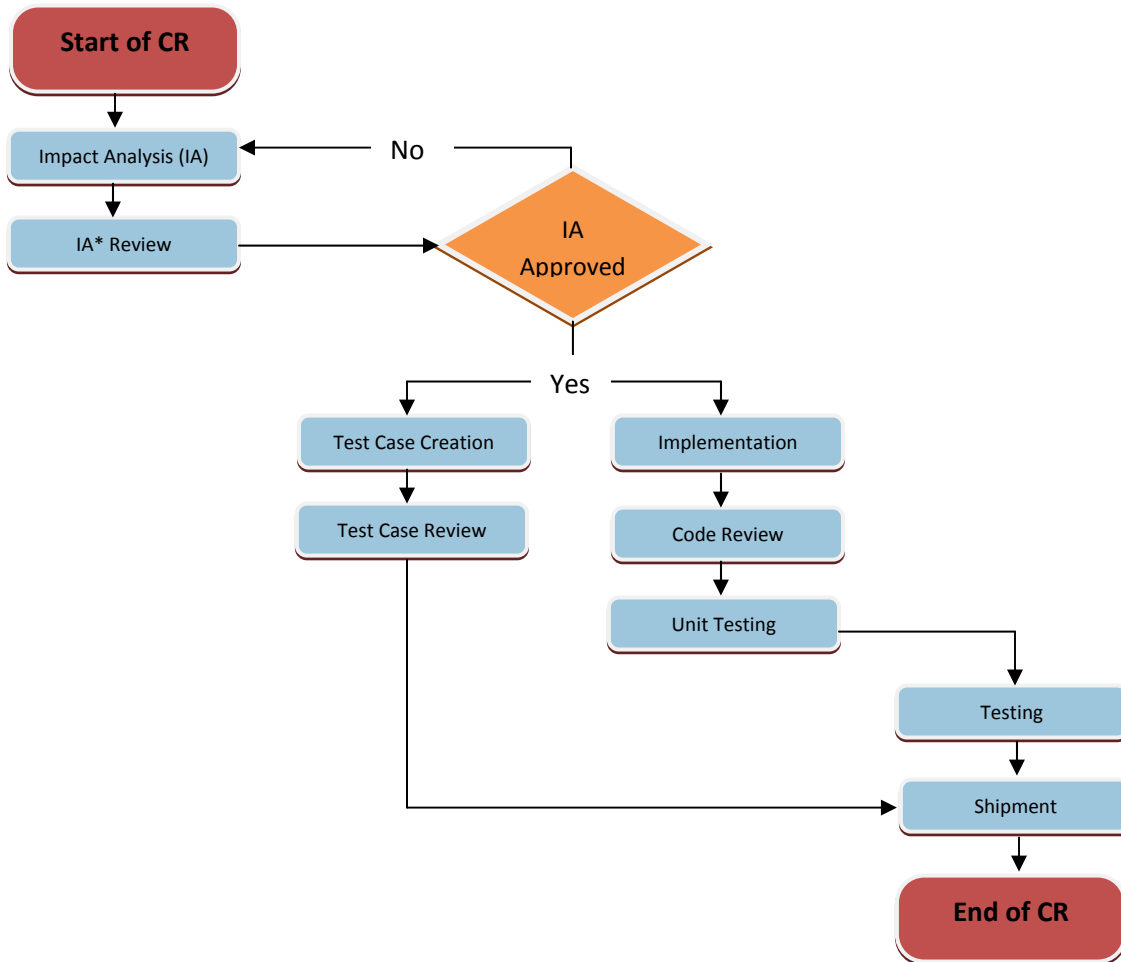 Start of CR
Impact Analysis (IA)
No
IA* Review
IA
Approved
Yes
Test Case Creation
Implementation
Test Case Review
Code Review
Unit Testing
Testing
Shipment
End of CR